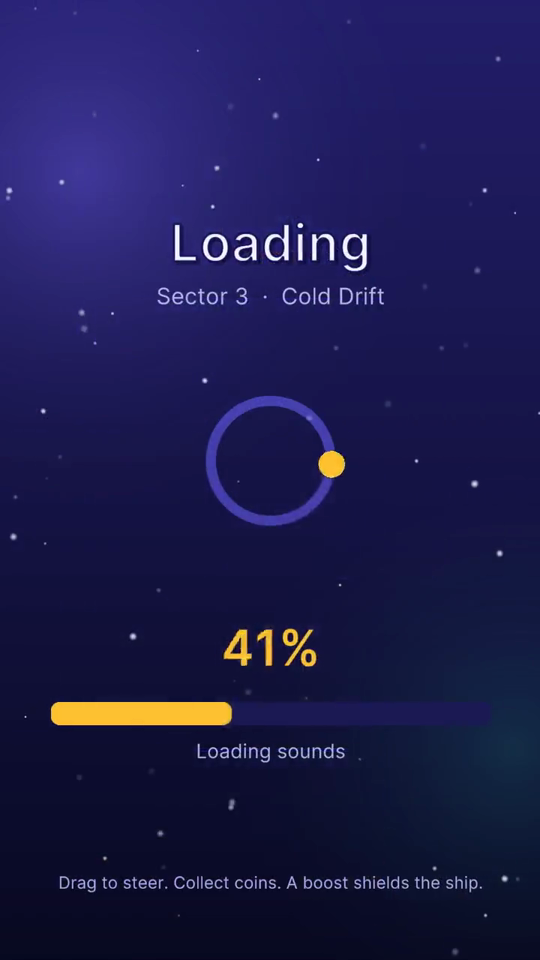 Loading
Sector 3 · Cold Drift
41%
Loading sounds
Drag to steer. Collect coins. A boost shields the ship.